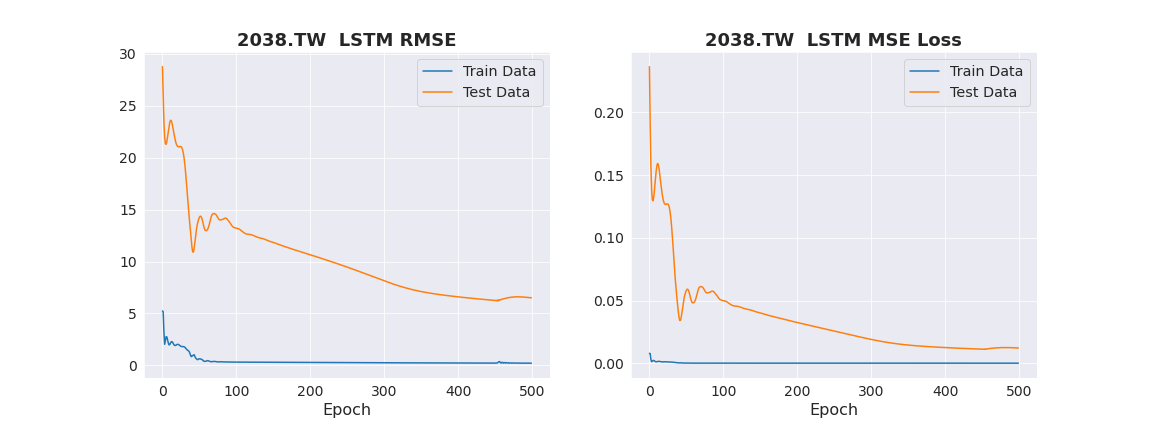 2038.TW  LSTM RMSE
30
25
20
15
10
5
0
0 100 200 300 400 500
Epoch
Train Data
Test Data
2038.TW  LSTM MSE Loss
0.20
0.15
0.10
0.05
0.00
0 100 200 300 400 500
Epoch
Train Data
Test Data